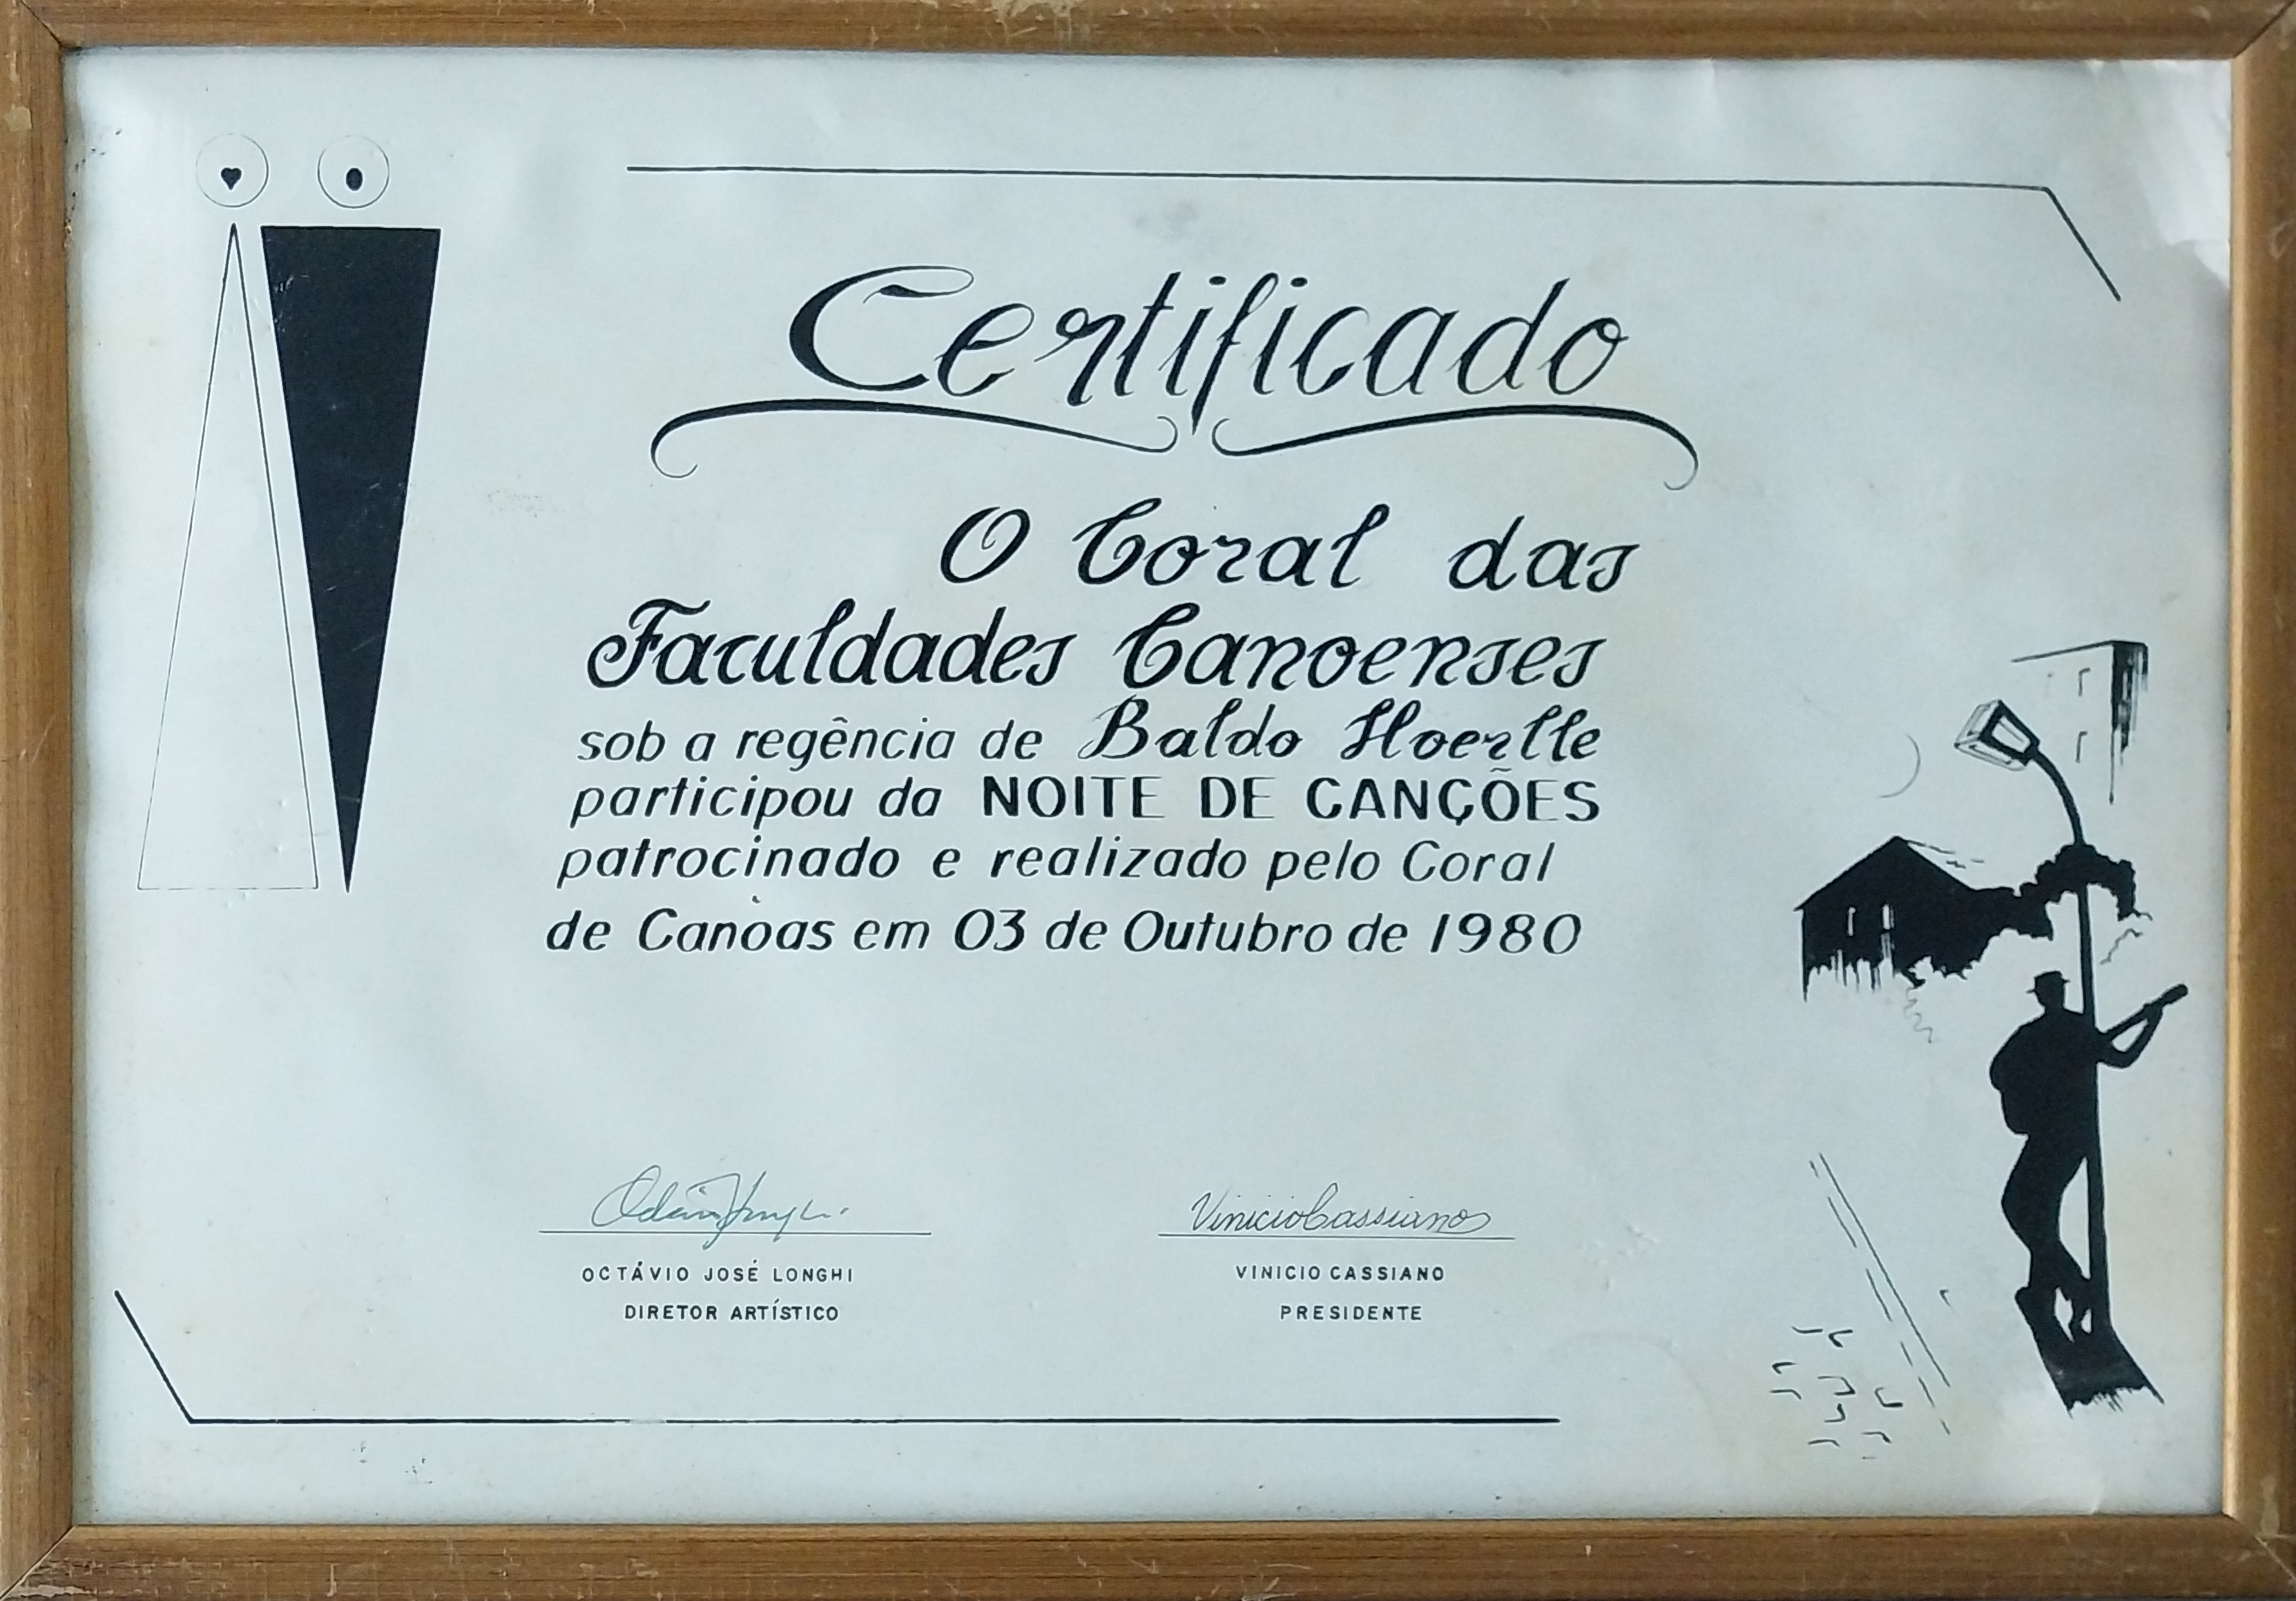 Certificado
O Coral das
Faculdades Canoenses
sob a regência de Baldo Hoerlle
participou da NOITE DE CANÇÕES
patrocinado e realizado pelo Coral
de Canoas em 03 de Outubro de 1980
Vinicio Cassiano
OCTÁVIO JOSÉ LONGHI
VINICIO CASSIANO
DIRETOR ARTÍSTICO
PRESIDENTE